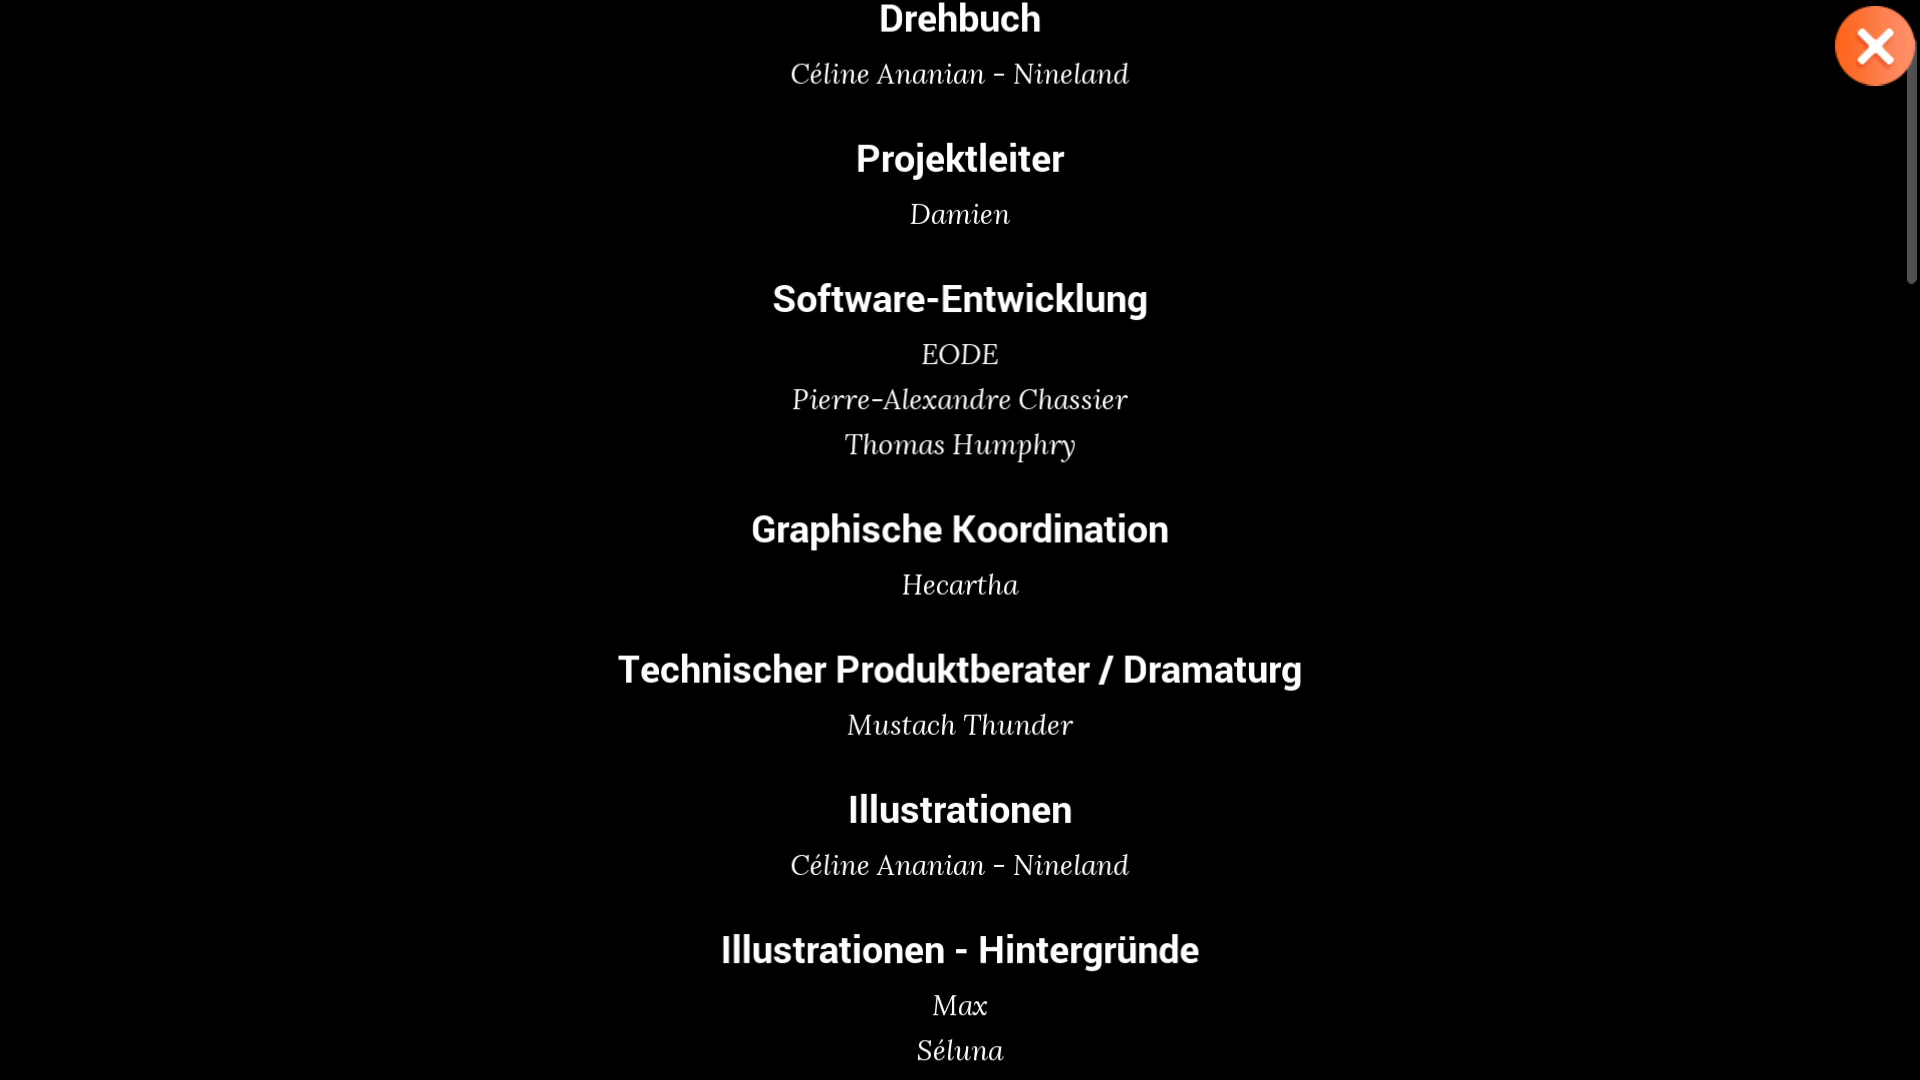 Drehbuch
Céline Ananian - Nineland
Projektleiter
Damien
Software-Entwicklung
EODE
Pierre-Alexandre Chassier
Thomas Humphry
Graphische Koordination
Hecartha
Technischer Produktberater / Dramaturg
Mustach Thunder
Illustrationen
Céline Ananian - Nineland
Illustrationen - Hintergründe
Max
Séluna